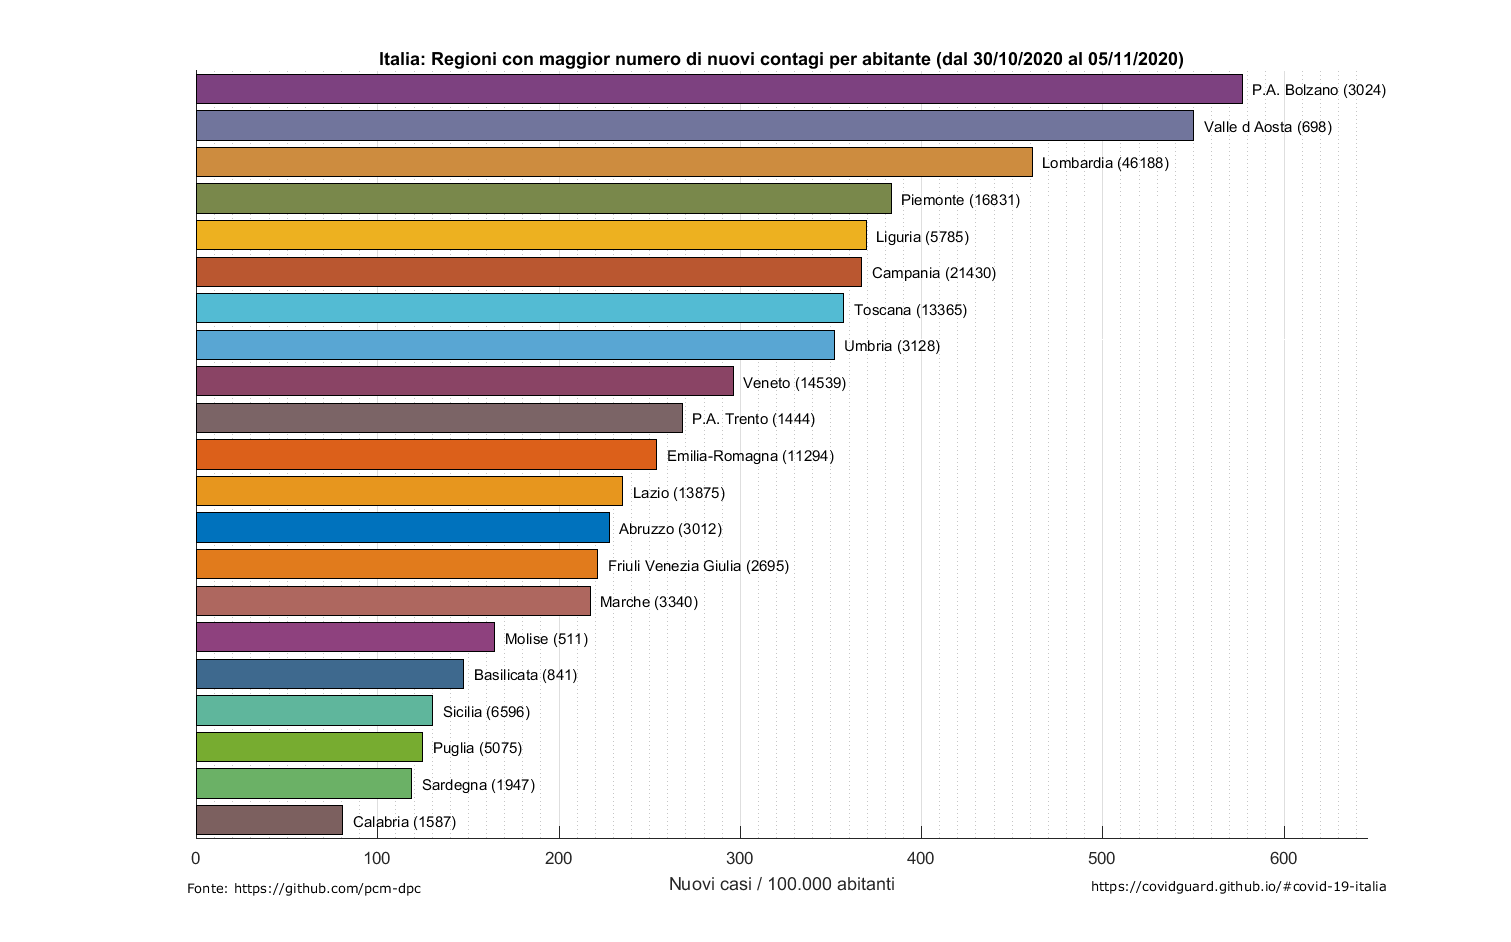 Italia: Regioni con maggior numero di nuovi contagi per abitante (dal 30/10/2020 al 05/11/2020)
P.A. Bolzano (3024)
Valle d Aosta (698)
Lombardia (46188)
Piemonte (16831)
Liguria (5785)
Campania (21430)
Toscana (13365)
Umbria (3128)
Veneto (14539)
P.A. Trento (1444)
Emilia-Romagna (11294)
Lazio (13875)
Abruzzo (3012)
Friuli Venezia Giulia (2695)
Marche (3340)
Molise (511)
Basilicata (841)
Sicilia (6596)
Puglia (5075)
Sardegna (1947)
Calabria (1587)
0 100 200 300 400 500 600
Nuovi casi / 100.000 abitanti
Fonte: https://github.com/pcm-dpc
https://covidguard.github.io/#covid-19-italia